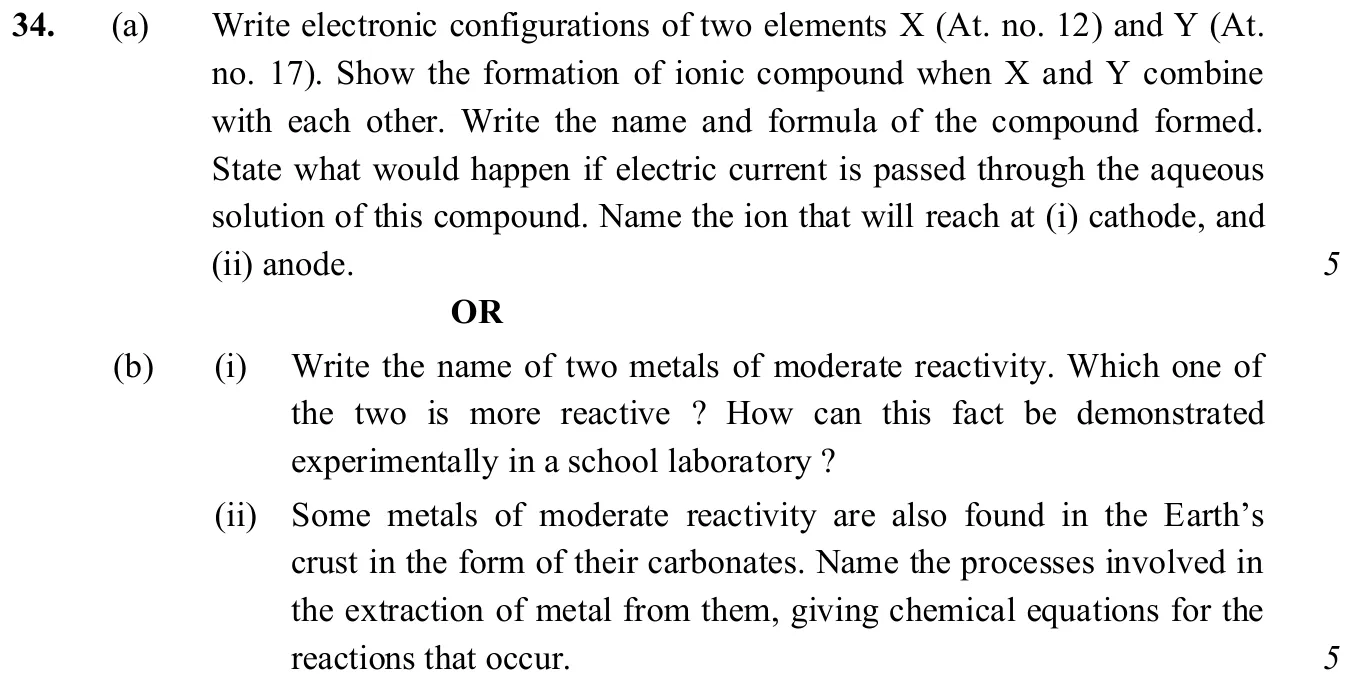 34. (a) Write electronic configurations of two elements X (At. no. 12) and Y (At.
no. 17). Show the formation of ionic compound when X and Y combine
with each other. Write the name and formula of the compound formed.
State what would happen if electric current is passed through the aqueous
solution of this compound. Name the ion that will reach at (i) cathode, and
(ii) anode. 5
OR
(b) (i) Write the name of two metals of moderate reactivity. Which one of
the two is more reactive ? How can this fact be demonstrated
experimentally in a school laboratory ?
(ii) Some metals of moderate reactivity are also found in the Earth’s
crust in the form of their carbonates. Name the processes involved in
the extraction of metal from them, giving chemical equations for the
reactions that occur. 5